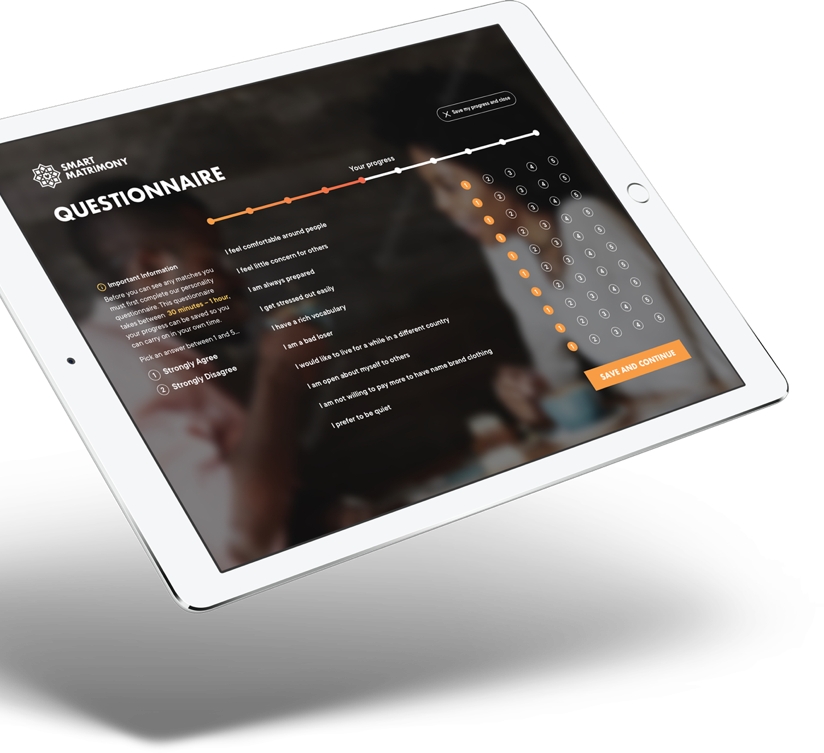 SMART
MATRIMONY
Save my progress and close
QUESTIONNAIRE
Your progress
Important Information
Before you can see any matches you
must first complete our personality
questionnaire. This questionnaire
takes between 30 minutes - 1 hour,
your progress can be saved so you
can carry on in your own time.
Pick an answer between 1 and 5...
1 Strongly Agree
2 Strongly Disagree
I feel comfortable around people 1 2 3 4 5
I feel little concern for others 1 2 3 4 5
I am always prepared 1 2 3 4 5
I get stressed out easily 1 2 3 4 5
I have a rich vocabulary 1 2 3 4 5
I am a bad loser 1 2 3 4 5
I would like to live for a while in a different country 1 2 3 4 5
I am open about myself to others 1 2 3 4 5
I am not willing to pay more to have name brand clothing 1 2 3 4 5
I prefer to be quiet 1 2 3 4 5
SAVE AND CONTINUE